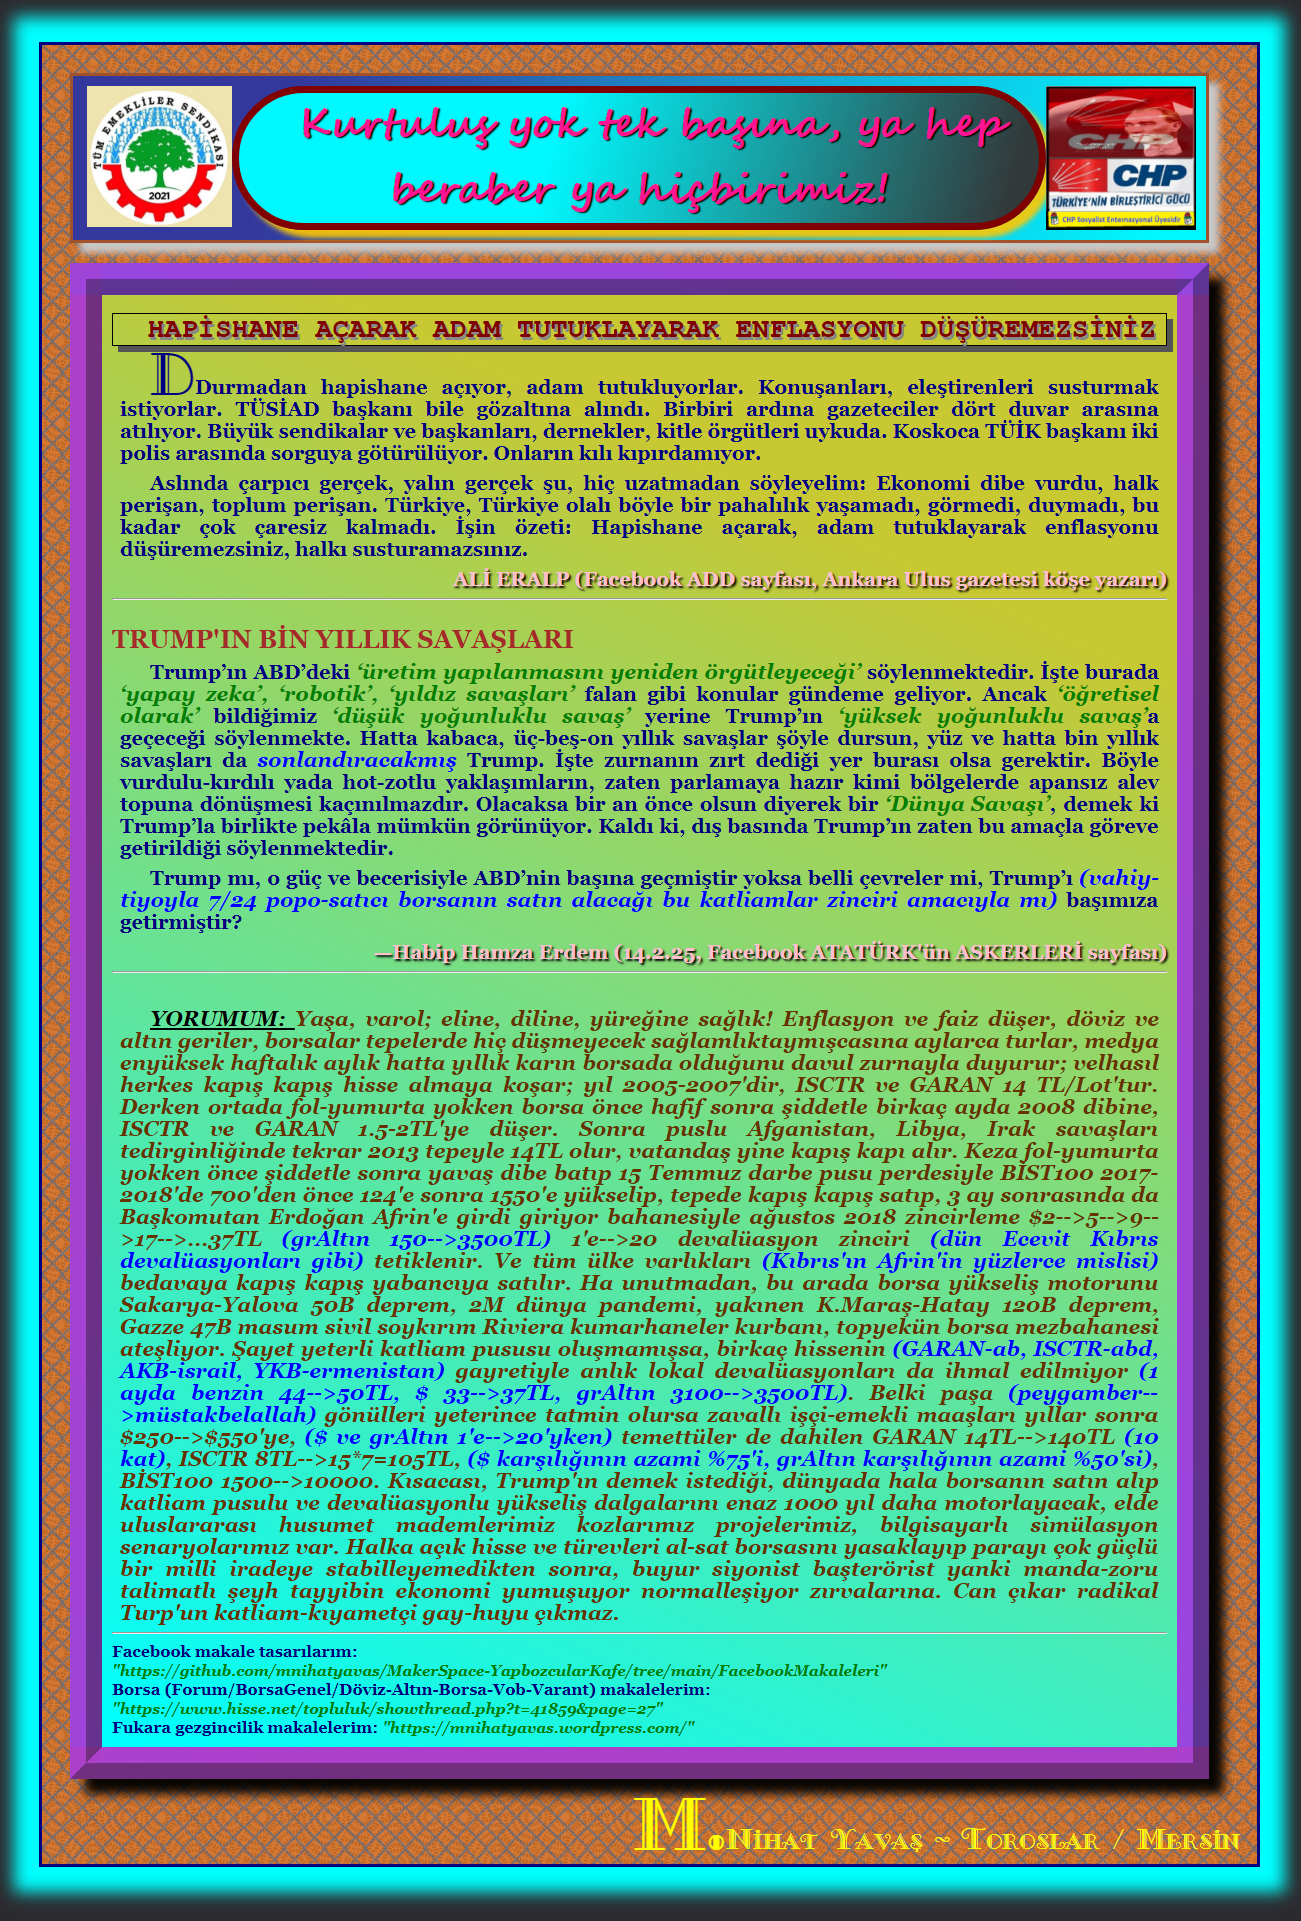 TÜM EMEKLİLER SENDİKASI
2021
Kurtuluş yok tek başına, ya hep
beraber ya hiçbirimiz!
CHP
CHP
TÜRKİYE'NİN BİRLEŞTİRİCİ GÜCÜ
CHP Sosyalist Enternasyonal Üyesidir
HAPİSHANE AÇARAK ADAM TUTUKLAYARAK ENFLASYONU DÜŞÜREMEZSİNİZ
DDurmadan hapishane açıyor, adam tutukluyorlar. Konuşanları, eleştirenleri susturmak
istiyorlar. TÜSİAD başkanı bile gözaltına alındı. Birbiri ardına gazeteciler dört duvar arasına
atılıyor. Büyük sendikalar ve başkanları, dernekler, kitle örgütleri uykuda. Koskoca TÜİK başkanı iki
polis arasında sorguya götürülüyor. Onların kılı kıpırdamıyor.
Aslında çarpıcı gerçek, yalın gerçek şu, hiç uzatmadan söyleyelim: Ekonomi dibe vurdu, halk
perişan, toplum perişan. Türkiye, Türkiye olalı böyle bir pahalılık yaşamadı, görmedi, duymadı, bu
kadar çok çaresiz kalmadı. İşin özeti: Hapishane açarak, adam tutuklayarak enflasyonu
düşüremezsiniz, halkı susturamazsınız.
ALİ ERALP (Facebook ADD sayfası, Ankara Ulus gazetesi köşe yazarı)
TRUMP'IN BİN YILLIK SAVAŞLARI
Trump’ın ABD’deki ‘üretim yapılanmasını yeniden örgütleyeceği’ söylenmektedir. İşte burada
‘yapay zeka’, ‘robotik’, ‘yıldız savaşları’ falan gibi konular gündeme geliyor. Ancak ‘öğretisel
olarak’ bildiğimiz ‘düşük yoğunluklu savaş’ yerine Trump’ın ‘yüksek yoğunluklu savaş’a
geçeceği söylenmekte. Hatta kabaca, üç-beş-on yıllık savaşlar şöyle dursun, yüz ve hatta bin yıllık
savaşları da sonlandıracakmış Trump. İşte zurnanın zırt dediği yer burası olsa gerektir. Böyle
vurdulu-kırdılı yada hot-zotlu yaklaşımların, zaten parlamaya hazır kimi bölgelerde apansız alev
topuna dönüşmesi kaçınılmazdır. Olacaksa bir an önce olsun diyerek bir ‘Dünya Savaşı’, demek ki
Trump’la birlikte pekâla mümkün görünüyor. Kaldı ki, dış basında Trump’ın zaten bu amaçla göreve
getirildiği söylenmektedir.
Trump mı, o güç ve becerisiyle ABD’nin başına geçmiştir yoksa belli çevreler mi, Trump’ı (vahiy-
tiyoyla 7/24 popo-satıcı borsanın satın alacağı bu katliamlar zinciri amacıyla mı) başımıza
getirmiştir?
—Habip Hamza Erdem (14.2.25, Facebook ATATÜRK'ün ASKERLERİ sayfası)
YORUMUM: Yaşa, varol; eline, diline, yüreğine sağlık! Enflasyon ve faiz düşer, döviz ve
altın geriler, borsalar tepelerde hiç düşmeyecek sağlamlıktaymışcasına aylarca turlar, medya
enyüksek haftalık aylık hatta yıllık karın borsada olduğunu davul zurnayla duyurur; velhasıl
herkes kapış kapış hisse almaya koşar; yıl 2005-2007'dir, ISCTR ve GARAN 14 TL/Lot'tur.
Derken ortada fol-yumurta yokken borsa önce hafif sonra şiddetle birkaç ayda 2008 dibine,
ISCTR ve GARAN 1.5-2TL'ye düşer. Sonra puslu Afganistan, Libya, Irak savaşları
tedirginliğinde tekrar 2013 tepeyle 14TL olur, vatandaş yine kapış kapı alır. Keza fol-yumurta
yokken önce şiddetle sonra yavaş dibe batıp 15 Temmuz darbe pusu perdesiyle BİST100 2017-
2018'de 700'den önce 124'e sonra 1550'e yükselip, tepede kapış kapış satıp, 3 ay sonrasında da
Başkomutan Erdoğan Afrin'e girdi giriyor bahanesiyle ağustos 2018 zincirleme $2-->5-->9--
>17-->...37TL (grAltın 150-->3500TL) 1'e-->20 devalüasyon zinciri (dün Ecevit Kıbrıs
devalüasyonları gibi) tetiklenir. Ve tüm ülke varlıkları (Kıbrıs'ın Afrin'in yüzlerce mislisi)
bedavaya kapış kapış yabancıya satılır. Ha unutmadan, bu arada borsa yükseliş motorunu
Sakarya-Yalova 50B deprem, 2M dünya pandemi, yakınen K.Maraş-Hatay 120B deprem,
Gazze 47B masum sivil soykırım Riviera kumarhaneler kurbanı, topyekün borsa mezbahanesi
ateşliyor. Şayet yeterli katliam pususu oluşmamışsa, birkaç hissenin (GARAN-ab, ISCTR-abd,
AKB-israil, YKB-ermenistan) gayretiyle anlık lokal devalüasyonları da ihmal edilmiyor (1
ayda benzin 44-->50TL, $ 33-->37TL, grAltın 3100-->3500TL). Belki paşa (peygamber--
>müstakbelallah) gönülleri yeterince tatmin olursa zavallı işçi-emekli maaşları yıllar sonra
$250-->$550'ye, ($ ve grAltın 1'e-->20'yken) temettüler de dahilen GARAN 14TL-->140TL (10
kat), ISCTR 8TL-->15*7=105TL, ($ karşılığının azami %75'i, grAltın karşılığının azami %50'si),
BİST100 1500-->10000. Kısacası, Trump'ın demek istediği, dünyada hala borsanın satın alıp
katliam pusulu ve devalüasyonlu yükseliş dalgalarını enaz 1000 yıl daha motorlayacak, elde
uluslararası husumet mademlerimiz kozlarımız projelerimiz, bilgisayarlı simülasyon
senaryolarımız var. Halka açık hisse ve türevleri al-sat borsasını yasaklayıp parayı çok güçlü
bir milli iradeye stabilleyemedikten sonra, buyur siyonist başterörist yanki manda-zoru
talimatlı şeyh tayyibin ekonomi yumuşuyor normalleşiyor zırvalarına. Can çıkar radikal
Turp'un katliam-kıyametçi gay-huyu çıkmaz.
Facebook makale tasarılarım:
"https://github.com/mnihatyavas/MakerSpace-YapbozcularKafe/tree/main/FacebookMakaleleri"
Borsa (Forum/BorsaGenel/Döviz-Altın-Borsa-Vob-Varant) makalelerim:
"https://www.hisse.net/topluluk/showthread.php?t=41859&page=27"
Fukara gezgincilik makalelerim: "https://mnihatyavas.wordpress.com/"
M.Nihat Yavaş ~ Toroslar / Mersin